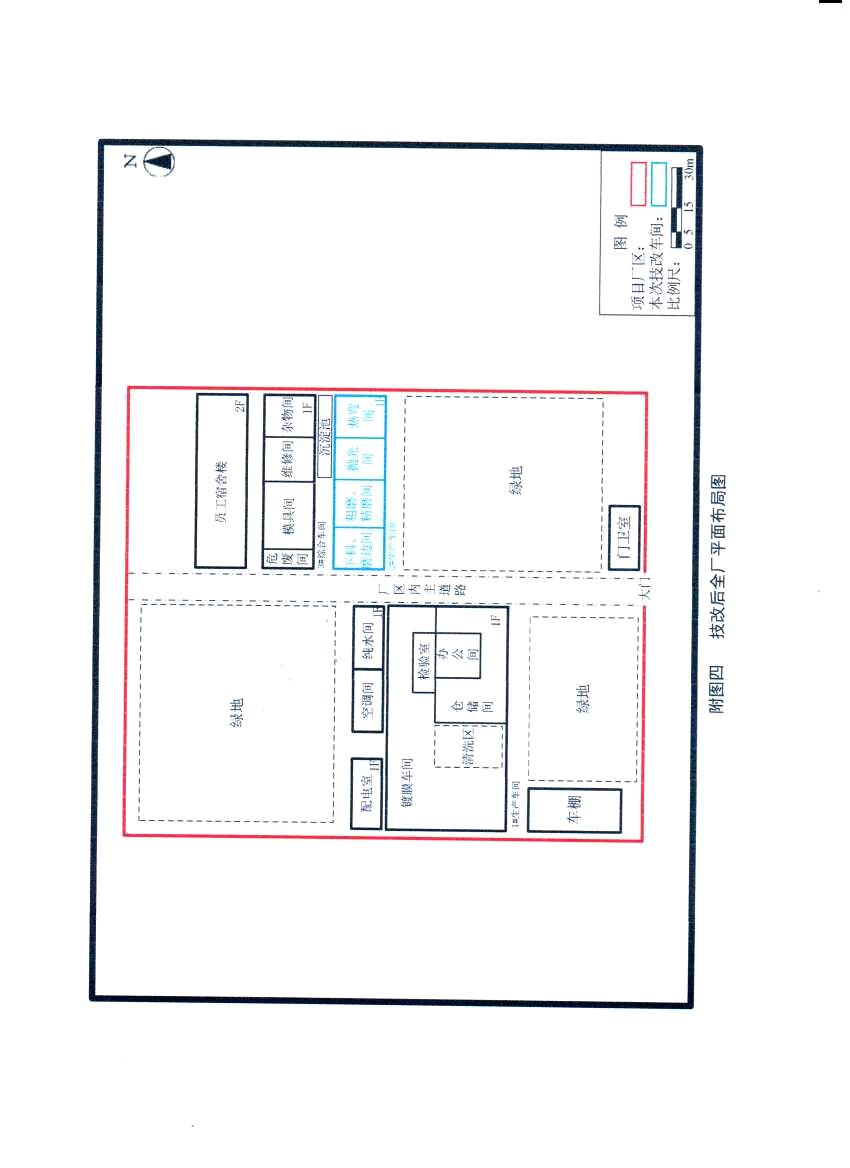 N
员工宿舍楼
2F
危废间
模具间
维修间
杂物间
1F
3#综合车间
沉淀池
下料、
磨边间
粗磨、
精磨间
抛光间
热弯间
1F
2#生产车间
绿地
门卫室
厂区内主道路
大门
绿地
配电室
1F
空调间
纯水间
1F
镀膜车间
清洗区
仓储间
检验室
办公间
1F
1#生产车间
车棚
绿地
图 例
项目厂区：
本次技改车间：
比例尺：
0 5 15 30m
附图四 技改后全厂平面布局图